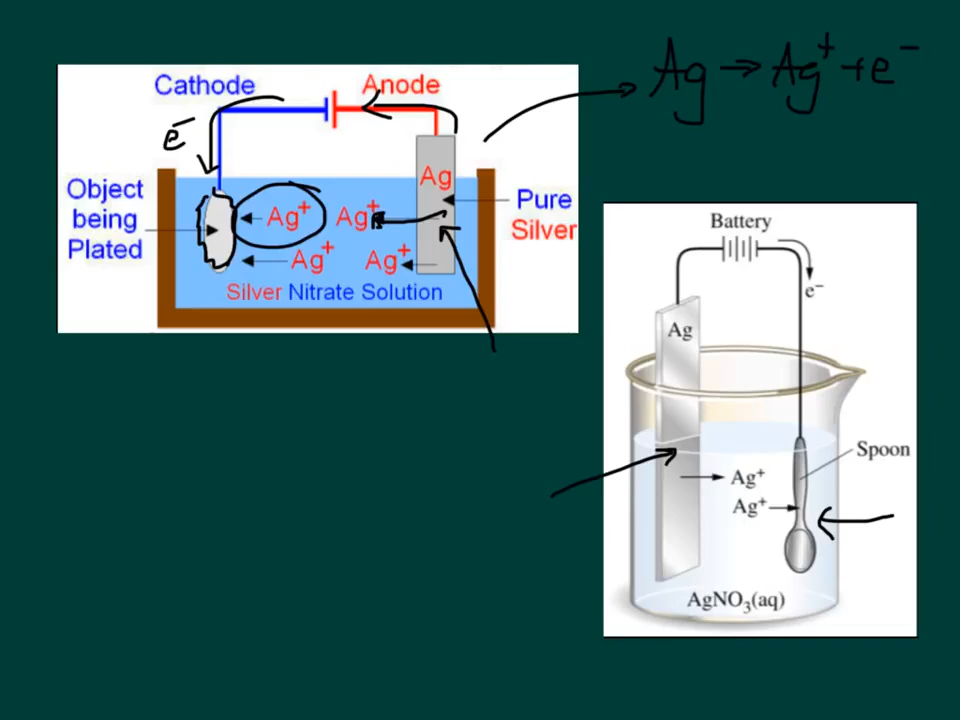 Ag → Ag⁺ + e⁻
Cathode
Anode
e⁻
Object
being
Plated
Ag
Ag⁺
Ag⁺
Pure
Silver
Ag⁺
Ag⁺
Silver Nitrate Solution
Battery
e⁻
Ag
Spoon
Ag⁺
Ag⁺
AgNO₃(aq)